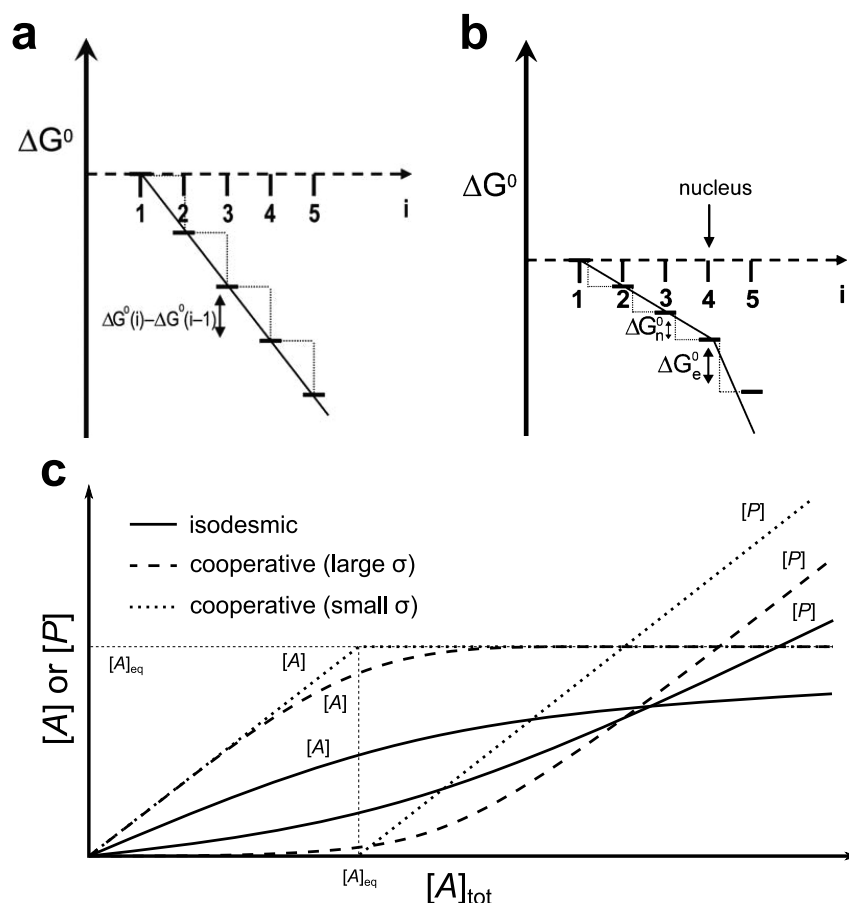 a
ΔG⁰
1 2 3 4 5 i
ΔG⁰(i)–ΔG⁰(i–1)
b
nucleus
ΔG⁰
1 2 3 4 5 i
ΔG⁰ₙ
ΔG⁰ₑ
c
isodesmic
cooperative (large σ)
cooperative (small σ)
[P]
[P]
[P]
[A]
[A]
[A]
[A]eq
[A] or [P]
[A]eq
[A]tot